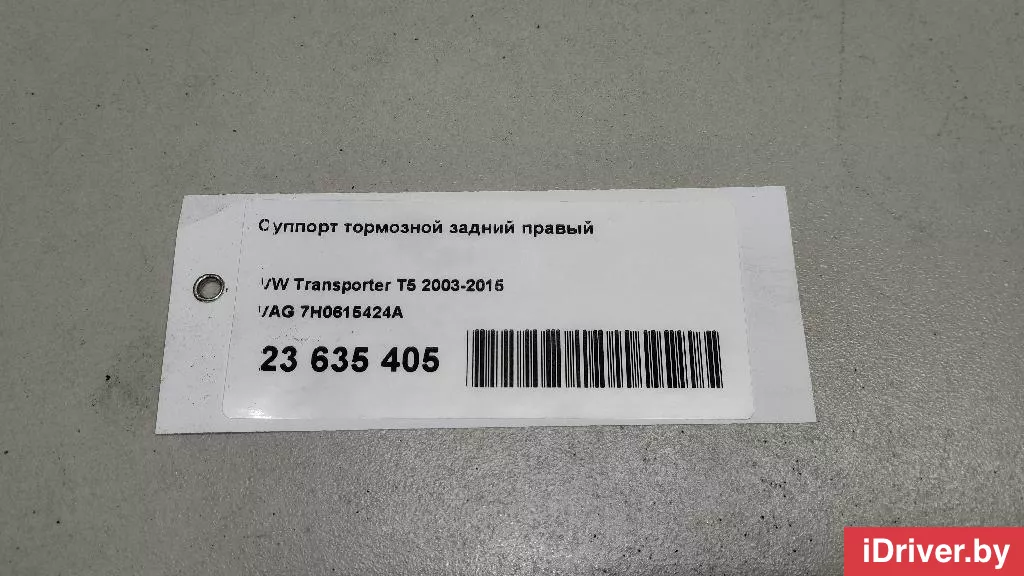 Суппорт тормозной задний правый
VW Transporter T5 2003-2015
VAG 7H0615424A
23 635 405
iDriver.by